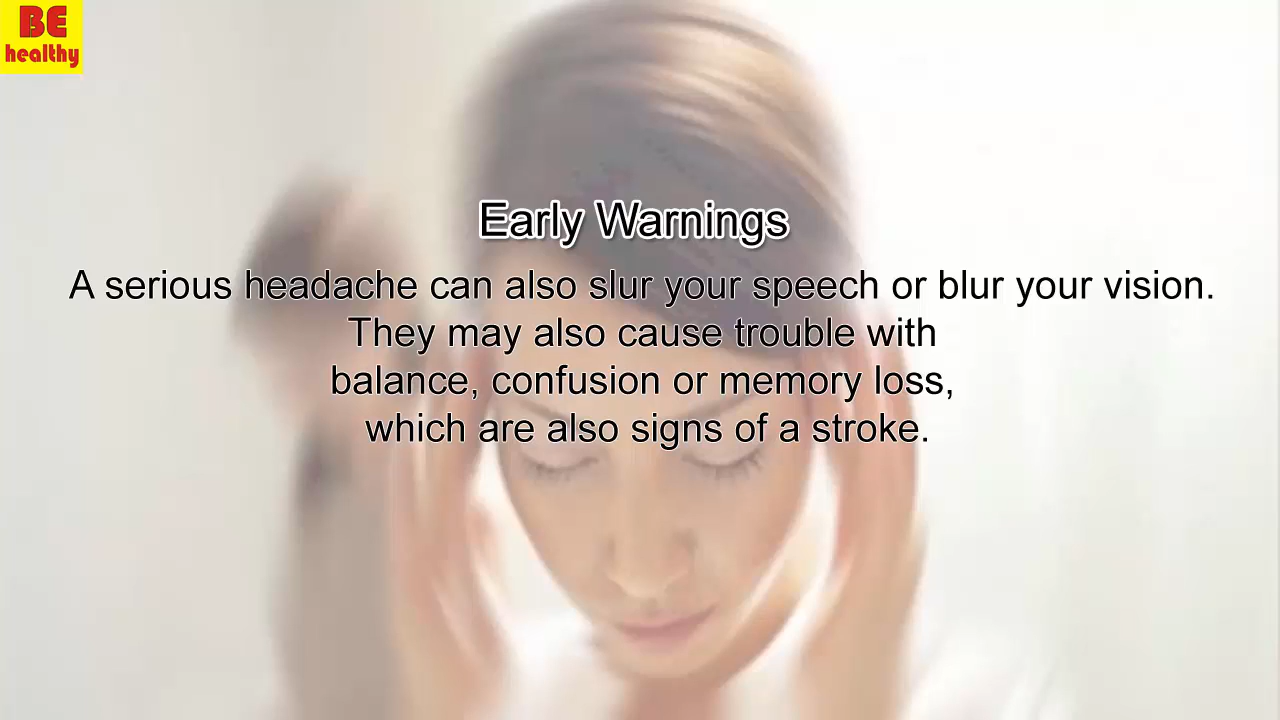 BE
healthy
Early Warnings
A serious headache can also slur your speech or blur your vision.
They may also cause trouble with
balance, confusion or memory loss,
which are also signs of a stroke.